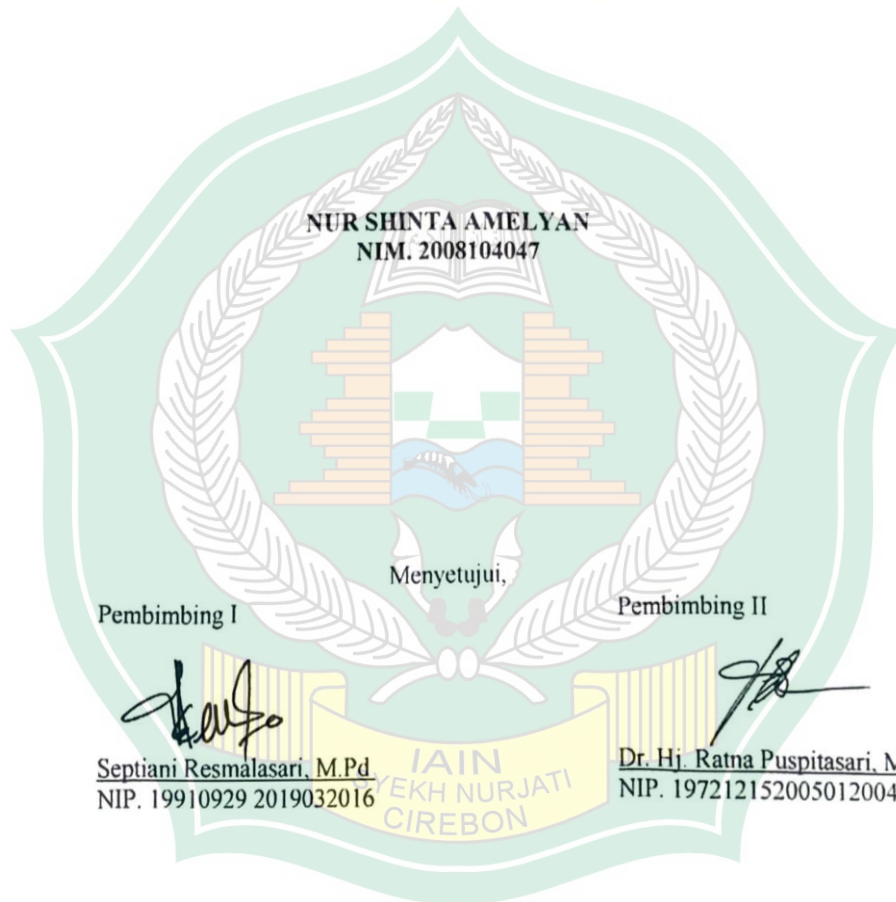 NUR SHINTA AMELYAN
NIM. 2008104047
Menyetujui,
Pembimbing I
Pembimbing II
Septiani Resmalasari, M.Pd
NIP. 19910929 2019032016
Dr. Hj. Ratna Puspitasari,
NIP. 197212152005012004
IAIN
SYEKH NURJATI
CIREBON